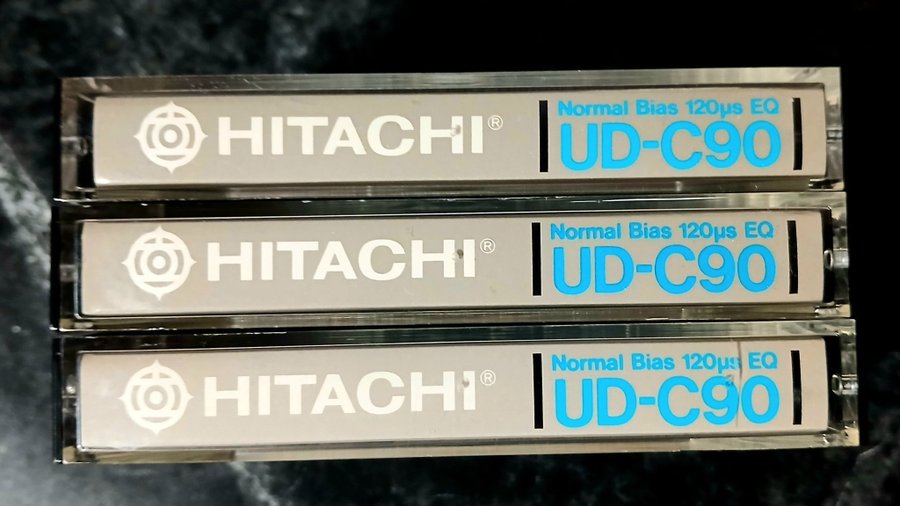 HITACHI®
Normal Bias 120µs EQ
UD-C90
HITACHI®
Normal Bias 120µs EQ
UD-C90
HITACHI®
Normal Bias 120µs EQ
UD-C90